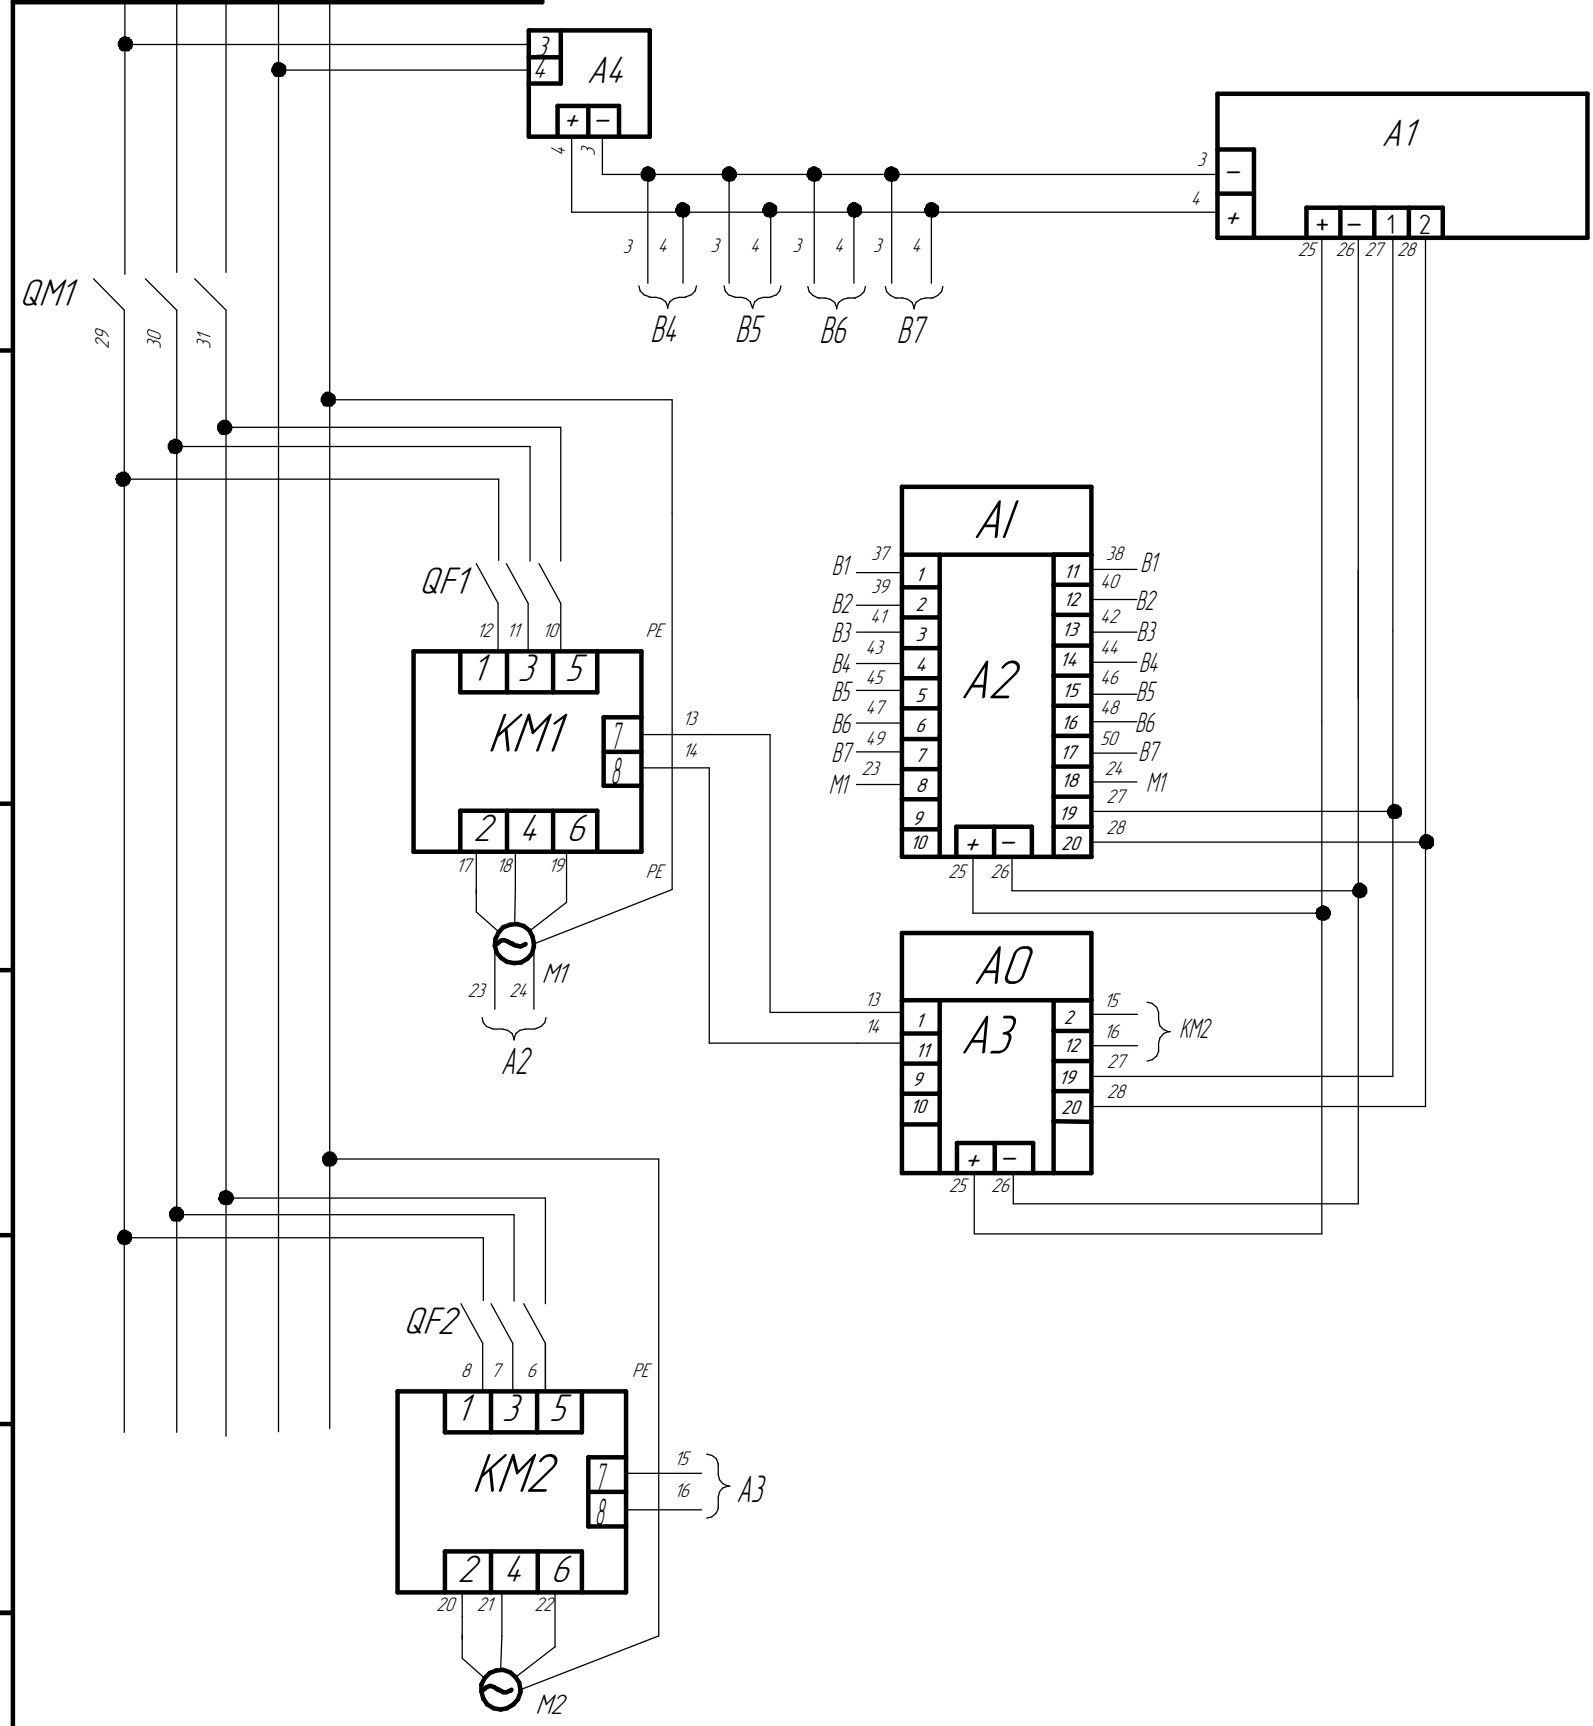 3
4
A4
+ −
4 3
A1
3 −
4 +
+ − 1 2
25 26 27 28
3 4 3 4 3 4 3 4
B4 B5 B6 B7
QM1
29 30 31
QF1
12 11 10 PE
1 3 5
KM1
7 13
8 14
2 4 6
17 18 19 PE
M1
23 24
A2
AI
A2
B1 37 1 11 38 B1
B2 39 2 12 40 B2
B3 41 3 13 42 B3
B4 43 4 14 44 B4
B5 45 5 15 46 B5
B6 47 6 16 48 B6
B7 49 7 17 50 B7
M1 23 8 18 24 M1
9 19 27
10 20 28
+ −
25 26
AO
A3
13 1 2 15
14 11 12 16 KM2
9 19 27
10 20 28
+ −
25 26
QF2
8 7 6 PE
1 3 5
KM2
7 15
8 16
A3
2 4 6
20 21 22
M2